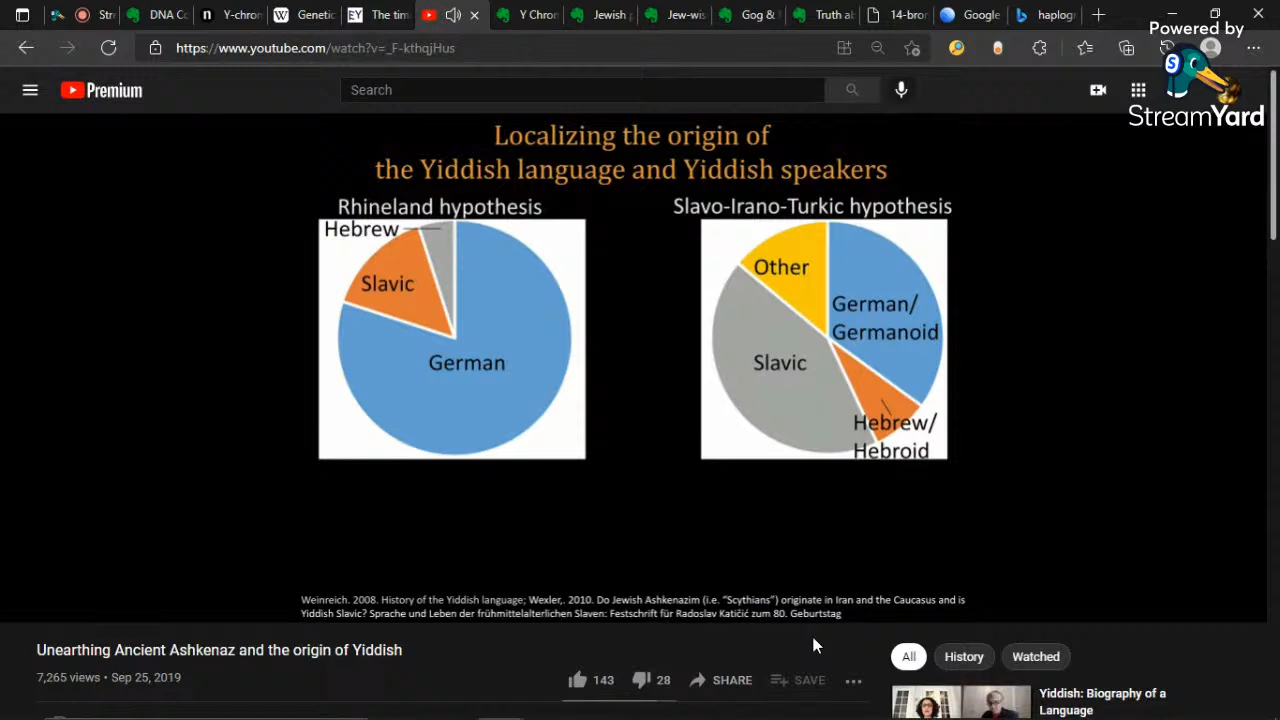 Str
DNA Co
Y-chron
Genetic
The tim
Y Chron
Jewish
Jew-wis
Gog &
Truth ab
14-bron
Google
haplog
https://www.youtube.com/watch?v=_F-kthqjHus
Powered by
StreamYard
Premium
Search
Localizing the origin of
the Yiddish language and Yiddish speakers
Rhineland hypothesis
Hebrew
Slavic
German
Slavo-Irano-Turkic hypothesis
Other
German/
Germanoid
Slavic
Hebrew/
Hebroid
Weinreich. 2008. History of the Yiddish language; Wexler,. 2010. Do Jewish Ashkenazim (i.e. “Scythians”) originate in Iran and the Caucasus and is
Yiddish Slavic? Sprache und Leben der frühmittelalterlichen Slaven: Festschrift für Radoslav Katičić zum 80. Geburtstag
Unearthing Ancient Ashkenaz and the origin of Yiddish
7,265 views • Sep 25, 2019
143
28
SHARE
SAVE
All
History
Watched
Yiddish: Biography of a
Language